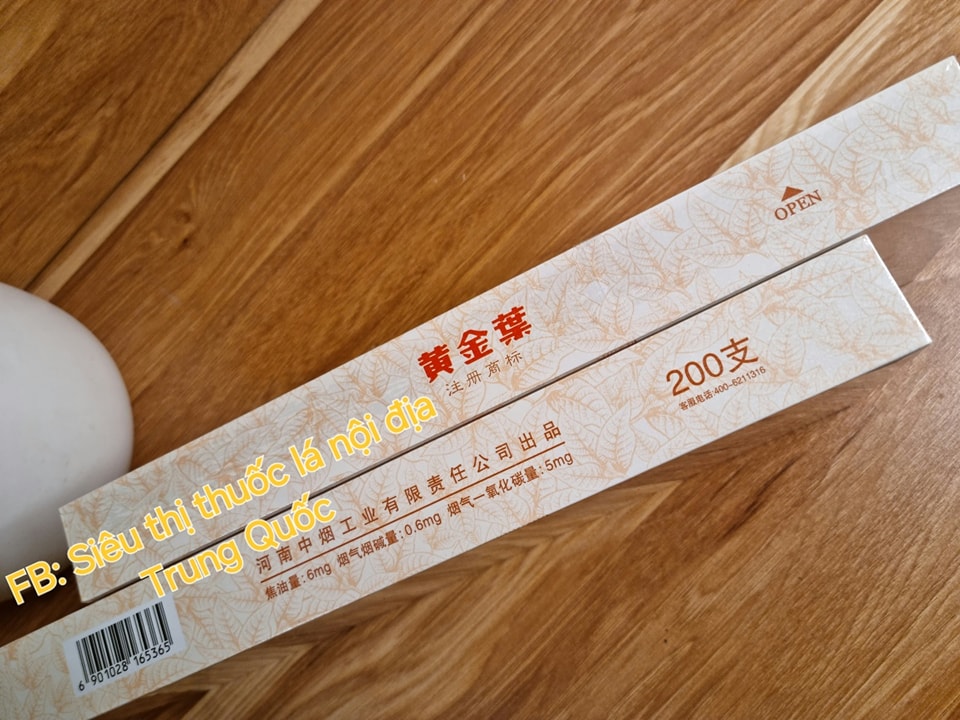 OPEN
黄金葉
注册商标
200支
客服电话:400-6211316
河南中烟工业有限责任公司出品
焦油量:6mg 烟气烟碱量:0.6mg 烟气一氧化碳量:5mg
FB: Siêu thị thuốc lá nội địa
Trung Quốc
6 901028 165365